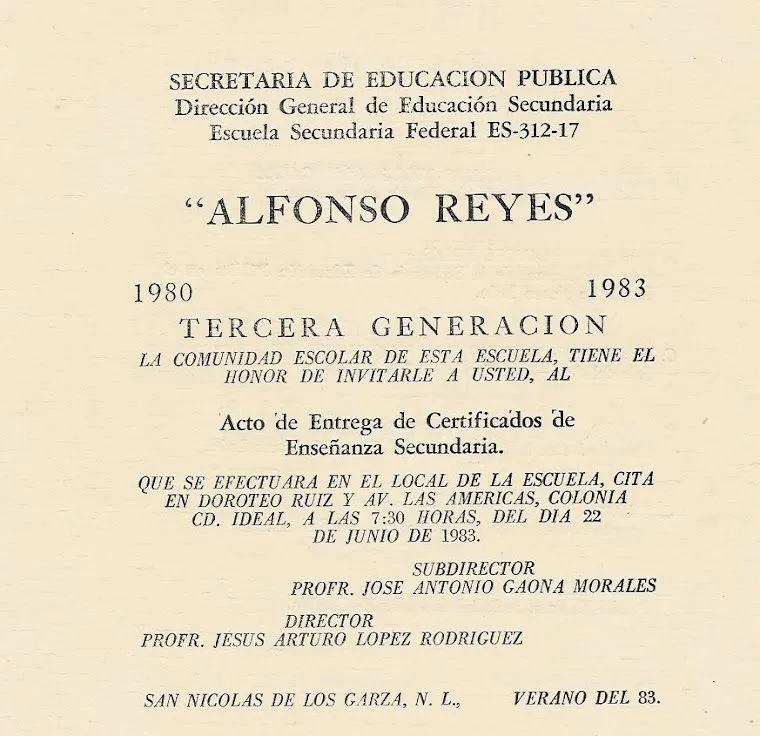 SECRETARIA DE EDUCACION PUBLICA
Dirección General de Educación Secundaria
Escuela Secundaria Federal ES-312-17
“ALFONSO REYES”
1980 1983
TERCERA GENERACION
LA COMUNIDAD ESCOLAR DE ESTA ESCUELA, TIENE EL
HONOR DE INVITARLE A USTED, AL
Acto de Entrega de Certificados de
Enseñanza Secundaria.
QUE SE EFECTUARA EN EL LOCAL DE LA ESCUELA, CITA
EN DOROTEO RUIZ Y AV. LAS AMERICAS, COLONIA
CD. IDEAL, A LAS 7:30 HORAS, DEL DIA 22
DE JUNIO DE 1983.
SUBDIRECTOR
PROFR. JOSE ANTONIO GAONA MORALES
DIRECTOR
PROFR. JESUS ARTURO LOPEZ RODRIGUEZ
SAN NICOLAS DE LOS GARZA, N. L., VERANO DEL 83.